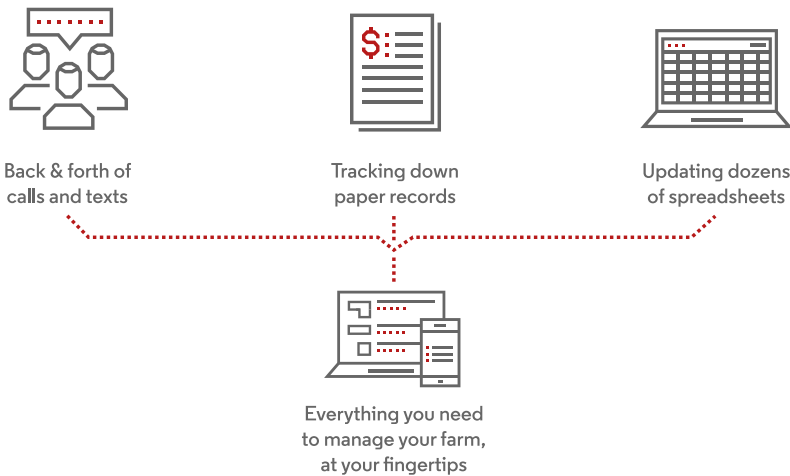 $
Back & forth of
calls and texts
Tracking down
paper records
Updating dozens
of spreadsheets
Everything you need
to manage your farm,
at your fingertips